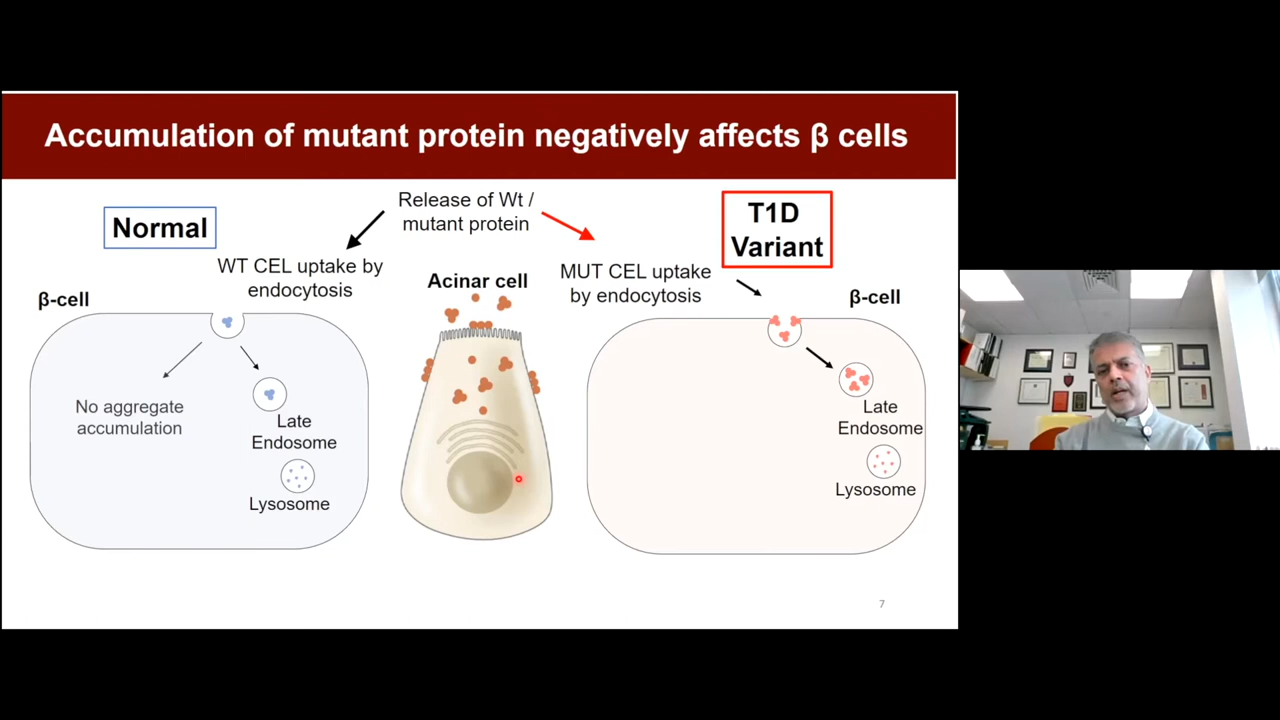 Accumulation of mutant protein negatively affects β cells
Normal
Release of Wt /
mutant protein
T1D
Variant
WT CEL uptake by
endocytosis
Acinar cell
MUT CEL uptake
by endocytosis
β-cell
β-cell
No aggregate
accumulation
Late
Endosome
Lysosome
Late
Endosome
Lysosome
7